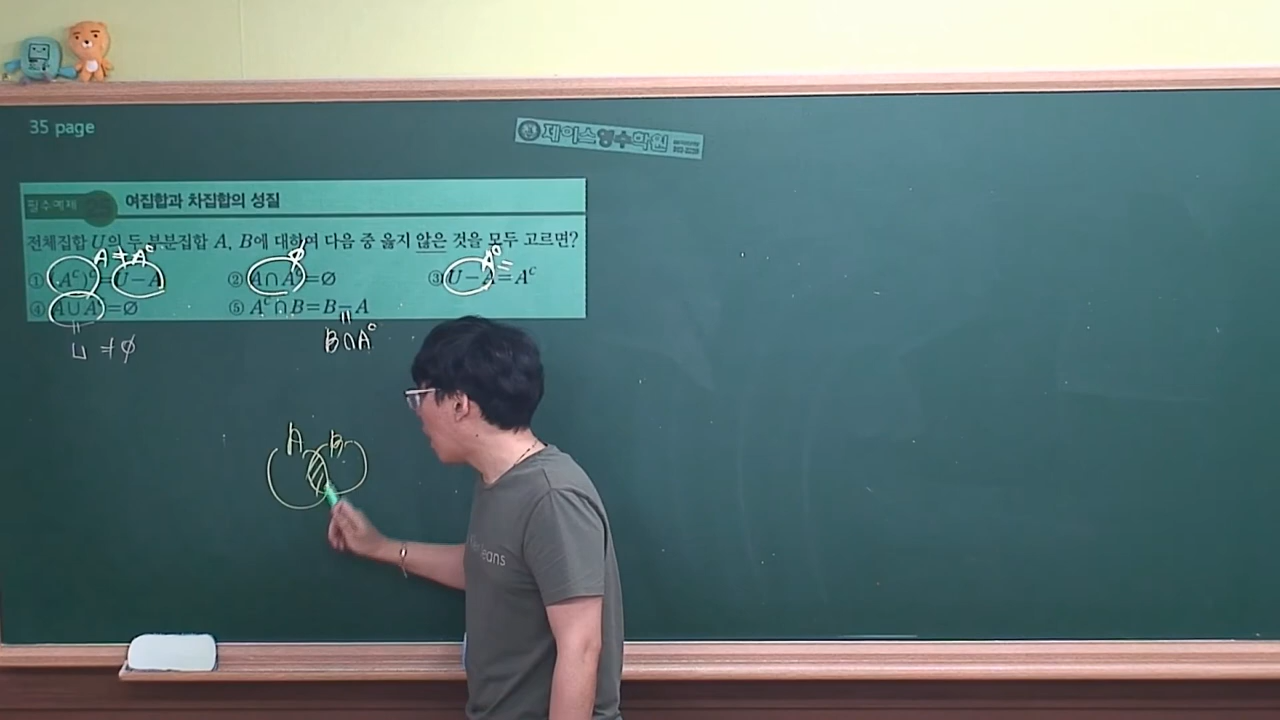 35 page
제이스영수학원
필수예제 여집합과 차집합의 성질
전체집합 U의 두 부분집합 A, B에 대하여 다음 중 옳지 않은 것을 모두 고르면?
A ≠ A^C
∅
A^C =
① (A^C)^C=U−A ② A∩A^C=∅ ③ U−A=A^C
④ A∪A^C=∅ ⑤ A^C∩B=B−A
=
U ≠ ∅
=
B∩A^C
A B
eans